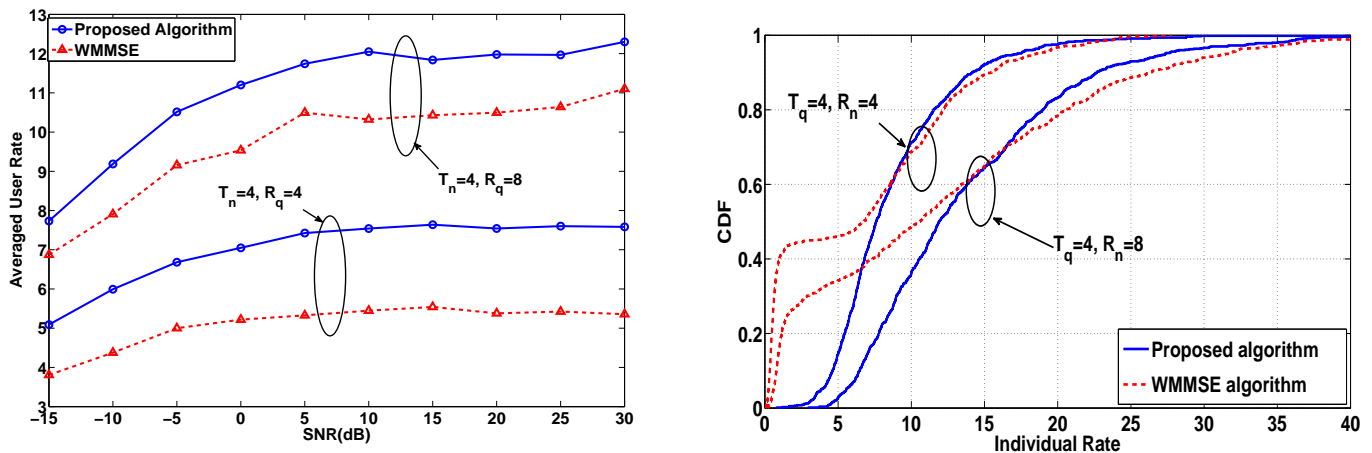 13
12
11
10
9
8
7
6
5
4
3
Averaged User Rate
Proposed Algorithm
WMMSE
T_n=4, R_q=8
T_n=4, R_q=4
−15 −10 −5 0 5 10 15 20 25 30
SNR(dB)
1
0.8
0.6
0.4
0.2
0
CDF
T_q=4, R_n=4
T_q=4, R_n=8
Proposed algorithm
WMMSE algorithm
0 5 10 15 20 25 30 35 40
Individual Rate